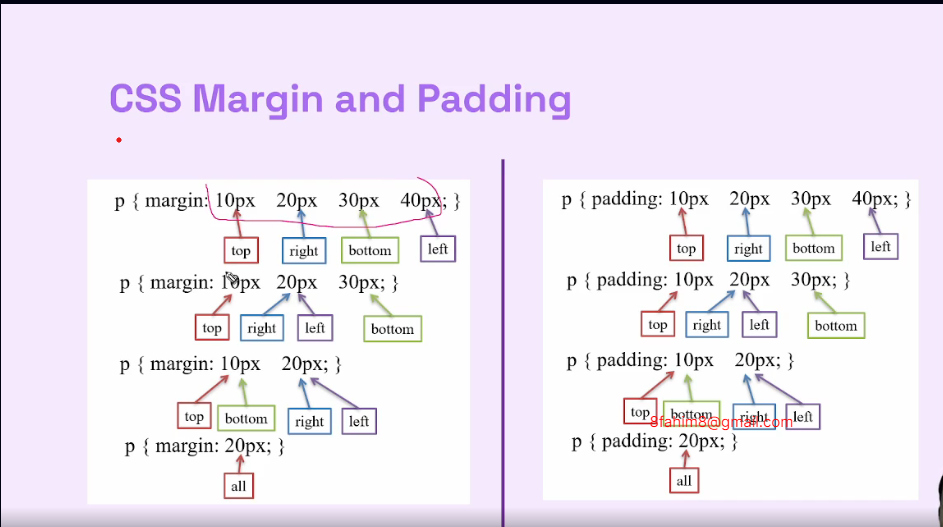 CSS Margin and Padding
p { margin: 10px 20px 30px 40px; }
top right bottom left
p { margin: 10px 20px 30px; }
top right left bottom
p { margin: 10px 20px; }
top bottom right left
p { margin: 20px; }
all
p { padding: 10px 20px 30px 40px; }
top right bottom left
p { padding: 10px 20px 30px; }
top right left bottom
p { padding: 10px 20px; }
top bottom right left
8fahim8@gmail.com
p { padding: 20px; }
all